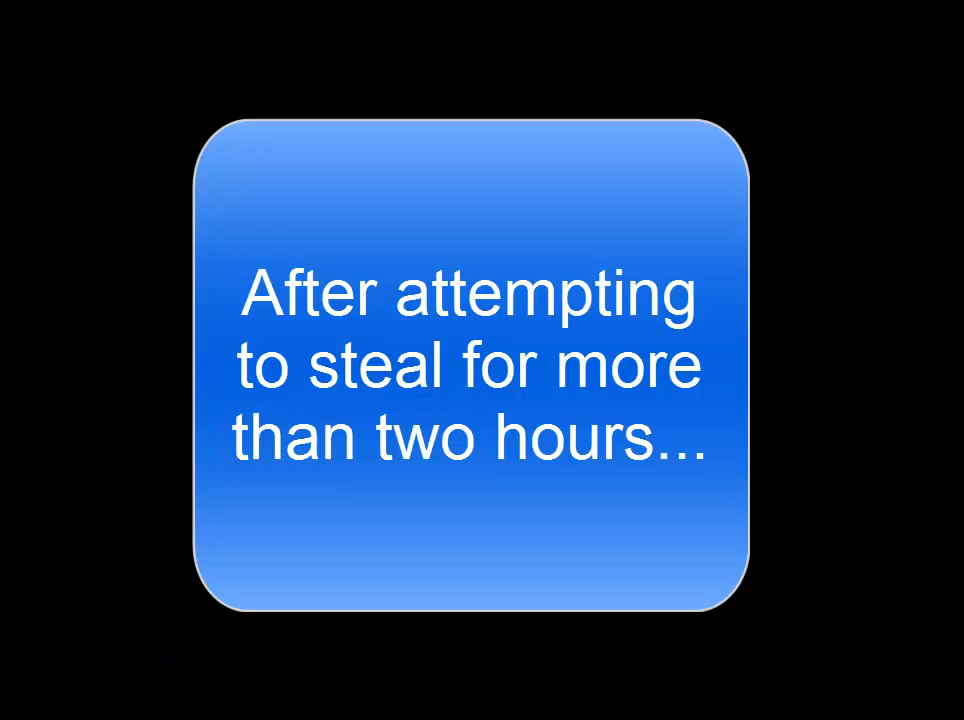 After attempting
to steal for more
than two hours...